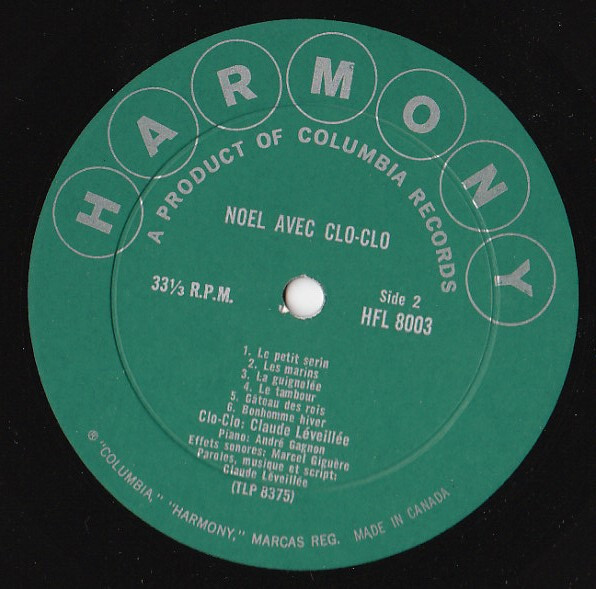 HARMONY
A PRODUCT OF COLUMBIA RECORDS
NOEL AVEC CLO-CLO
33⅓ R.P.M.
Side 2
HFL 8003
1. Le petit serin
2. Les marins
3. La guignolée
4. Le tambour
5. Gâteau des rois
6. Bonhomme hiver
Clo-Clo: Claude Léveillée
Piano: André Gagnon
Effets sonores: Marcel Giguère
Paroles, musique et script:
Claude Léveillée
(TLP 8375)
® "COLUMBIA," "HARMONY," MARCAS REG. MADE IN CANADA